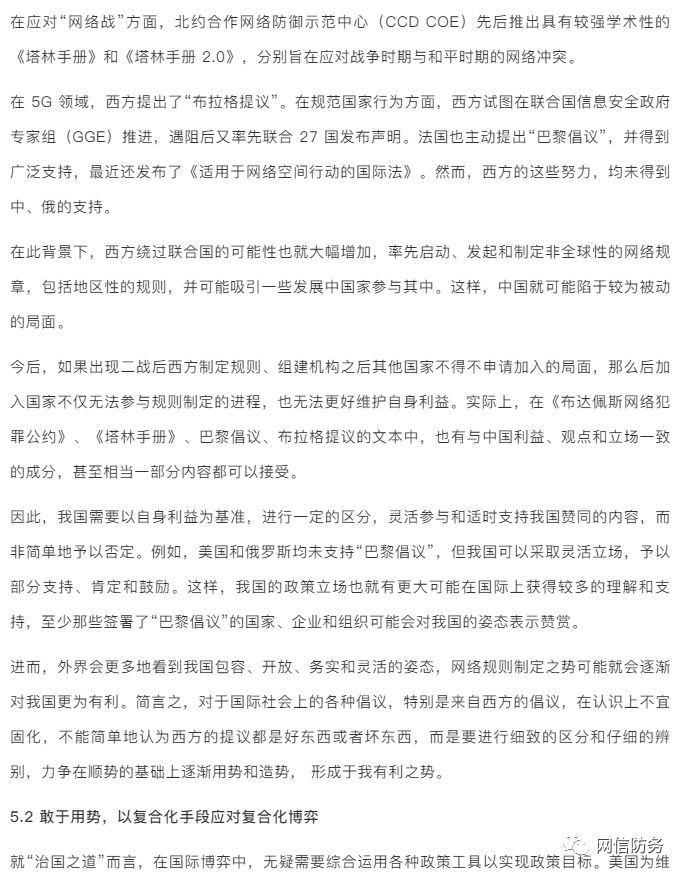 在应对“网络战”方面，北约合作网络防御示范中心（CCD COE）先后推出具有较强学术性的
《塔林手册》和《塔林手册 2.0》，分别旨在应对战争时期与和平时期的网络冲突。
在 5G 领域，西方提出了“布拉格提议”。在规范国家行为方面，西方试图在联合国信息安全政府
专家组（GGE）推进，遇阻后又率先联合 27 国发布声明。法国也主动提出“巴黎倡议”，并得到
广泛支持，最近还发布了《适用于网络空间行动的国际法》。然而，西方的这些努力，均未得到
中、俄的支持。
在此背景下，西方绕过联合国的可能性也就大幅增加，率先启动、发起和制定非全球性的网络规
章，包括地区性的规则，并可能吸引一些发展中国家参与其中。这样，中国就可能陷于较为被动
的局面。
今后，如果出现二战后西方制定规则、组建机构之后其他国家不得不申请加入的局面，那么后加
入国家不仅无法参与规则制定的进程，也无法更好维护自身利益。实际上，在《布达佩斯网络犯
罪公约》、《塔林手册》、巴黎倡议、布拉格提议的文本中，也有与中国利益、观点和立场一致
的成分，甚至相当一部分内容都可以接受。
因此，我国需要以自身利益为基准，进行一定的区分，灵活参与和适时支持我国赞同的内容，而
非简单地予以否定。例如，美国和俄罗斯均未支持“巴黎倡议”，但我国可以采取灵活立场，予以
部分支持、肯定和鼓励。这样，我国的政策立场也就有更大可能在国际上获得较多的理解和支
持，至少那些签署了“巴黎倡议”的国家、企业和组织可能会对我国的姿态表示赞赏。
进而，外界会更多地看到我国包容、开放、务实和灵活的姿态，网络规则制定之势可能就会逐渐
对我国更为有利。简言之，对于国际社会上的各种倡议，特别是来自西方的倡议，在认识上不宜
固化，不能简单地认为西方的提议都是好东西或者坏东西，而是要进行细致的区分和仔细的辨
别，力争在顺势的基础上逐渐用势和造势， 形成于我有利之势。
5.2 敢于用势，以复合化手段应对复合化博弈
网信防务
就“治国之道”而言，在国际博弈中，无疑需要综合运用各种政策工具以实现政策目标。美国为维